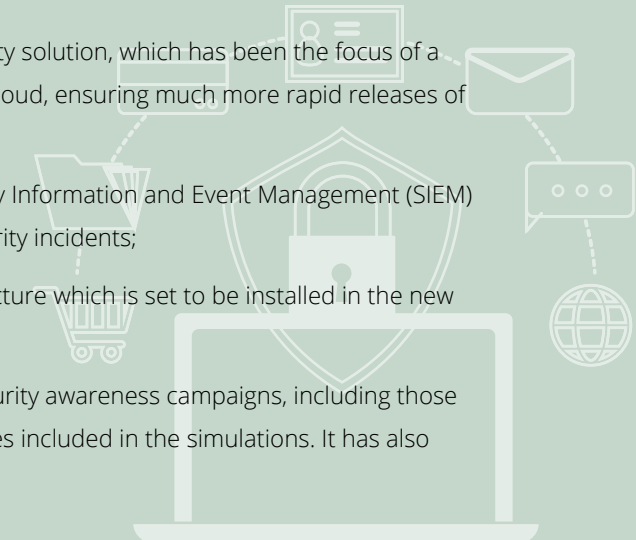 ty solution, which has been the focus of a
loud, ensuring much more rapid releases of
y Information and Event Management (SIEM)
rity incidents;
cture which is set to be installed in the new
urity awareness campaigns, including those
es included in the simulations. It has also